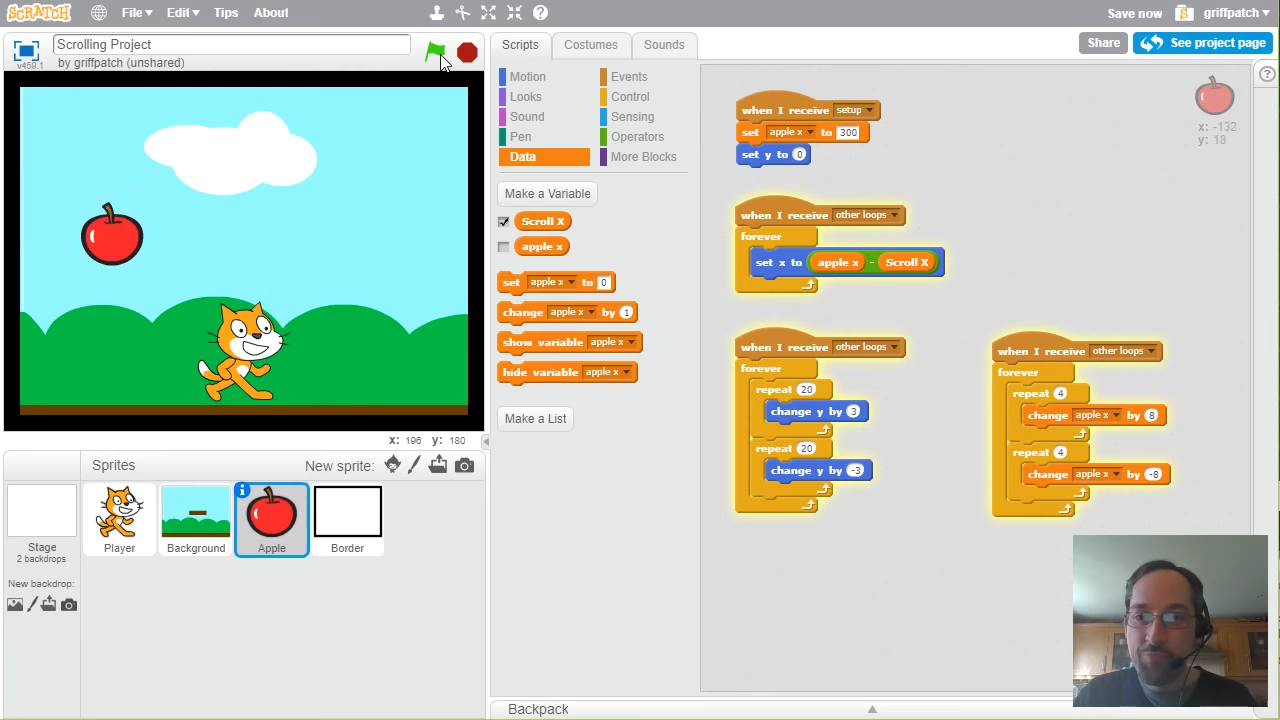 SCRATCH File Edit Tips About Save now griffpatch
Scrolling Project
by griffpatch (unshared)
v459.1
Scripts Costumes Sounds Share See project page
Motion Events
Looks Control
Sound Sensing
Pen Operators
Data More Blocks
Make a Variable
Scroll X
apple x
set apple x to 0
change apple x by 1
show variable apple x
hide variable apple x
Make a List
when I receive setup
set apple x to 300
set y to 0
when I receive other loops
forever
set x to apple x - Scroll X
when I receive other loops
forever
repeat 20
change y by 3
repeat 20
change y by -3
when I receive other loops
forever
repeat 4
change apple x by 8
repeat 4
change apple x by -8
x: -132
y: 18
x: 196 y: 180
Sprites New sprite:
Stage
2 backdrops
New backdrop:
Player Background Apple Border
Backpack